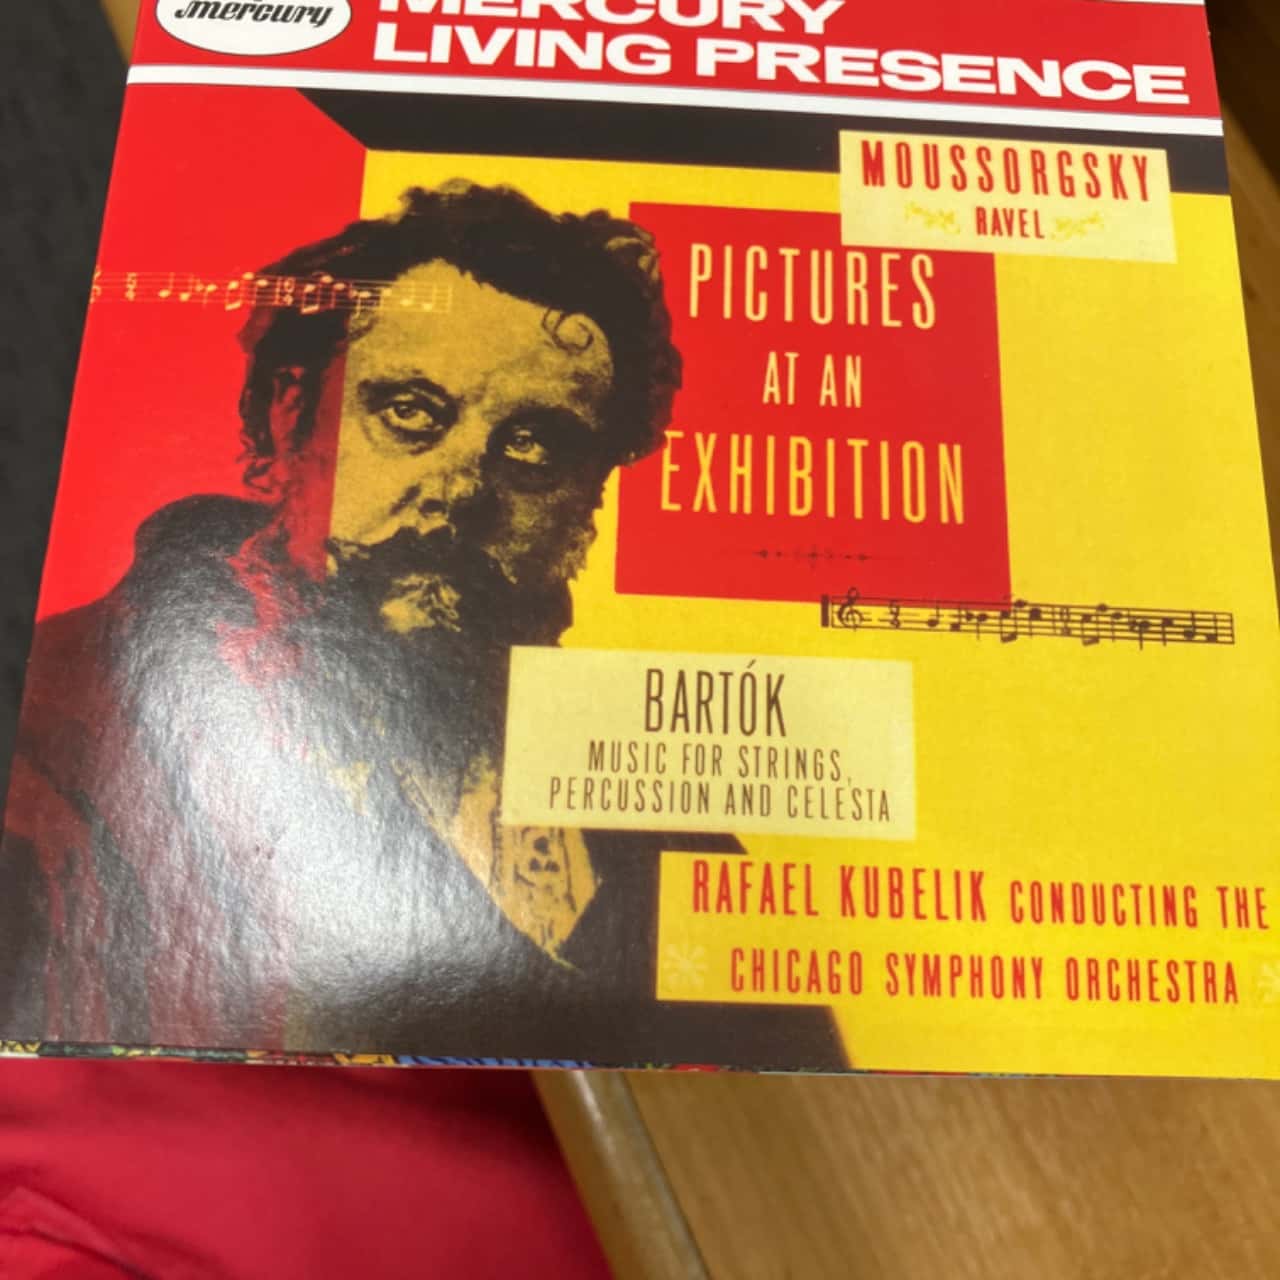 mercury
MERCURY
LIVING PRESENCE
MOUSSORGSKY
RAVEL
PICTURES
AT AN
EXHIBITION
BARTÓK
MUSIC FOR STRINGS,
PERCUSSION AND CELESTA
RAFAEL KUBELIK CONDUCTING THE
CHICAGO SYMPHONY ORCHESTRA